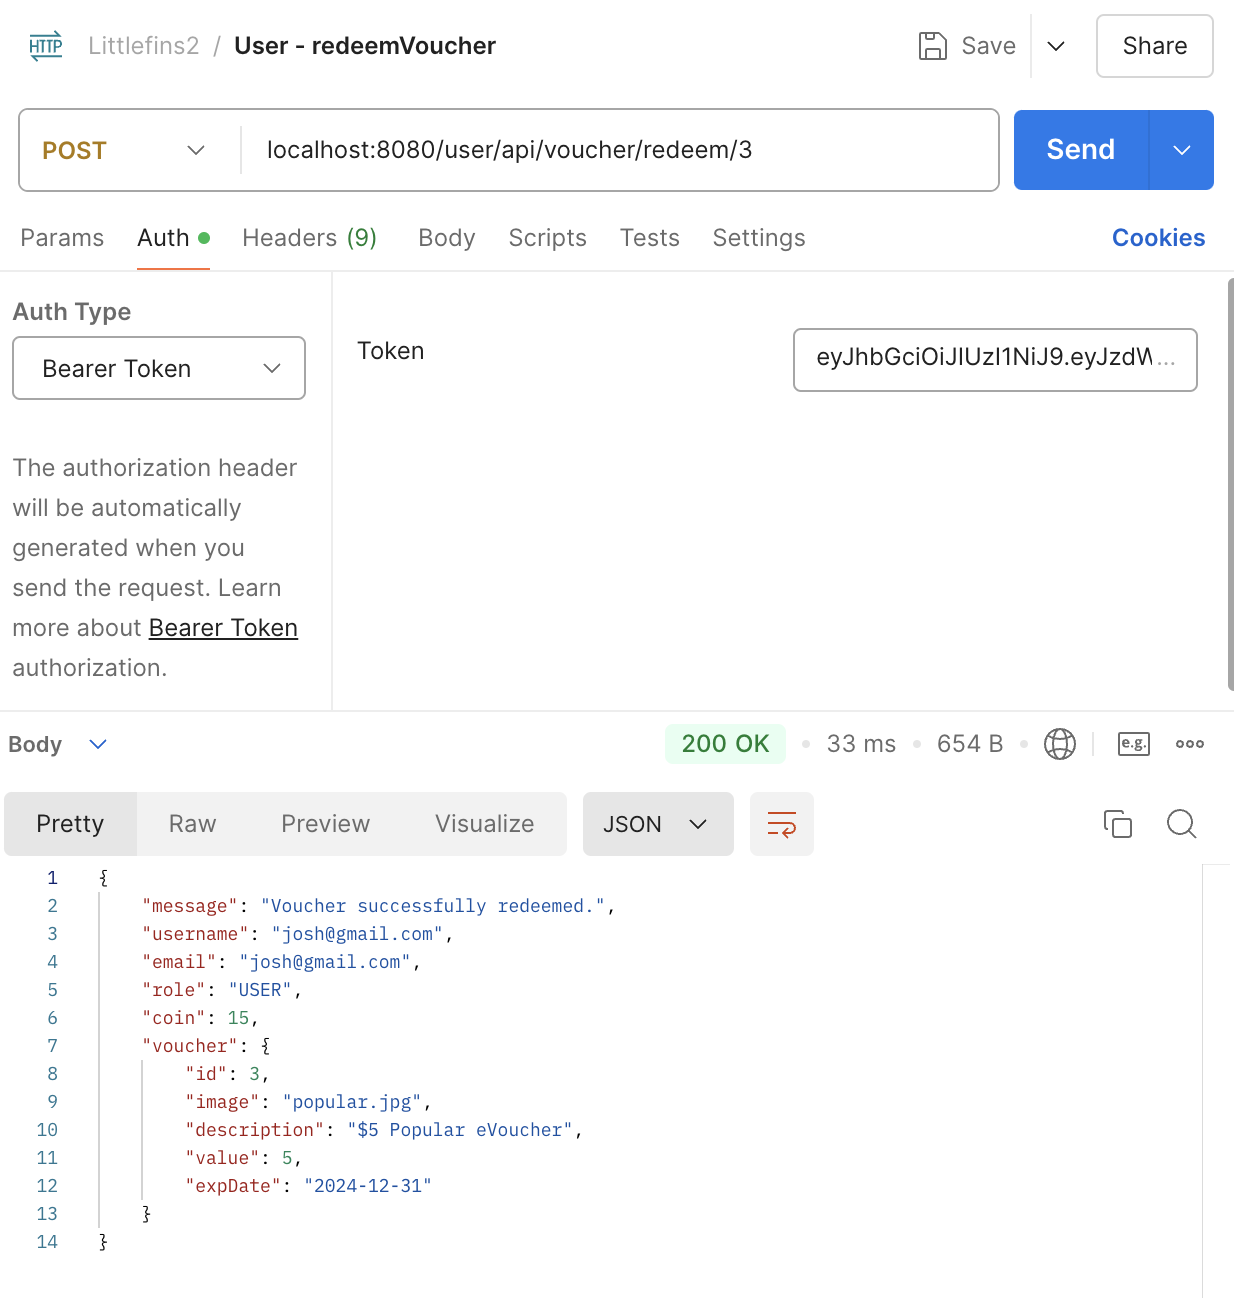 HTTP Littlefins2 / User - redeemVoucher Save Share
POST localhost:8080/user/api/voucher/redeem/3 Send
Params Auth Headers (9) Body Scripts Tests Settings Cookies
Auth Type
Bearer Token
Token eyJhbGciOiJIUzI1NiJ9.eyJzdW...
The authorization header
will be automatically
generated when you
send the request. Learn
more about Bearer Token
authorization.
Body 200 OK 33 ms 654 B e.g.
Pretty Raw Preview Visualize JSON
1 {
2 "message": "Voucher successfully redeemed.",
3 "username": "josh@gmail.com",
4 "email": "josh@gmail.com",
5 "role": "USER",
6 "coin": 15,
7 "voucher": {
8 "id": 3,
9 "image": "popular.jpg",
10 "description": "$5 Popular eVoucher",
11 "value": 5,
12 "expDate": "2024-12-31"
13 }
14 }